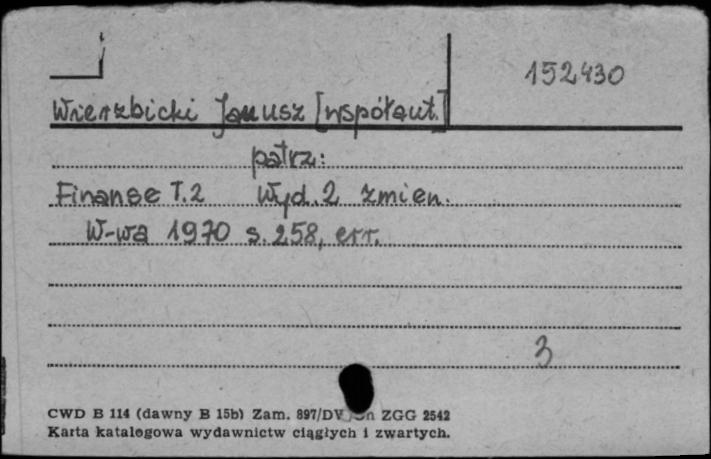 152430
Wierzbicki Janusz [współaut.]
patrz:
Finanse T.2 Wyd. 2 zmien.
W-wa 1970 s. 258, err.
3
CWD B 114 (dawny B 15b) Zam. 897/DV ZGG 2542
Karta katalogowa wydawnictw ciągłych i zwartych.